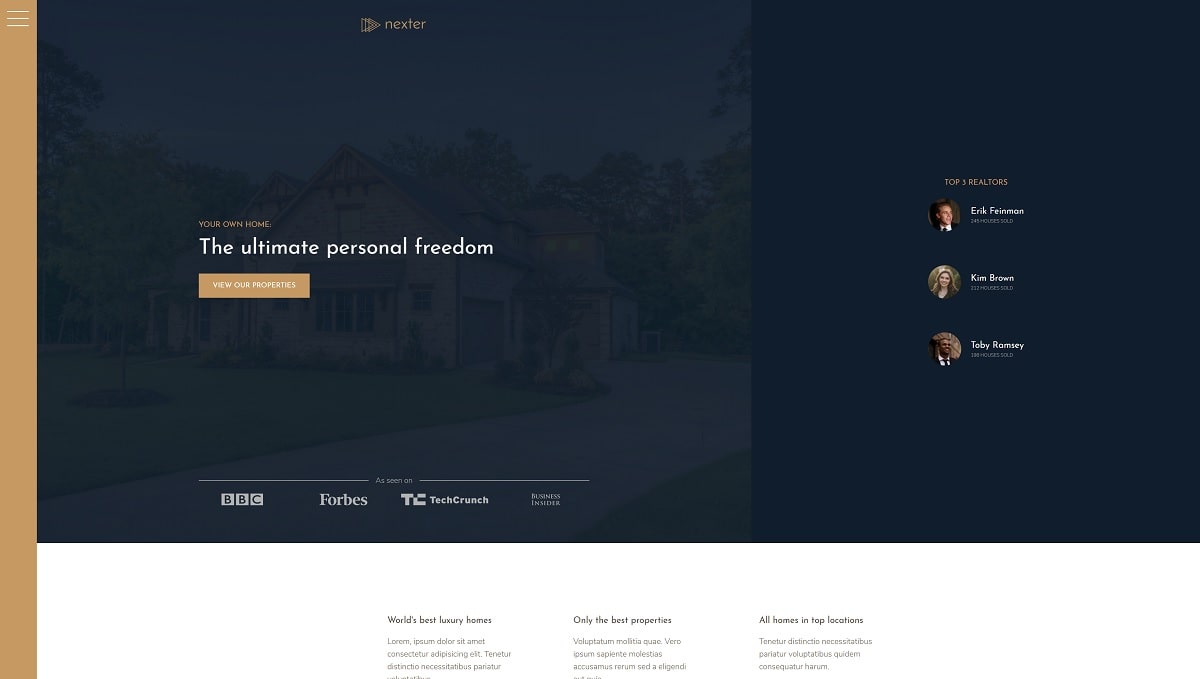 nexter
YOUR OWN HOME:
The ultimate personal freedom
VIEW OUR PROPERTIES
As seen on
BBC
Forbes
TC TechCrunch
BUSINESS
INSIDER
TOP 3 REALTORS
Erik Feinman
245 HOUSES SOLD
Kim Brown
212 HOUSES SOLD
Toby Ramsey
198 HOUSES SOLD
World's best luxury homes
Lorem, ipsum dolor sit amet
consectetur adipisicing elit. Tenetur
distinctio necessitatibus pariatur
voluptatibus.
Only the best properties
Voluptatum mollitia quae. Vero
ipsum sapiente molestias
accusamus rerum sed a eligendi
aut quia.
All homes in top locations
Tenetur distinctio necessitatibus
pariatur voluptatibus quidem
consequatur harum.